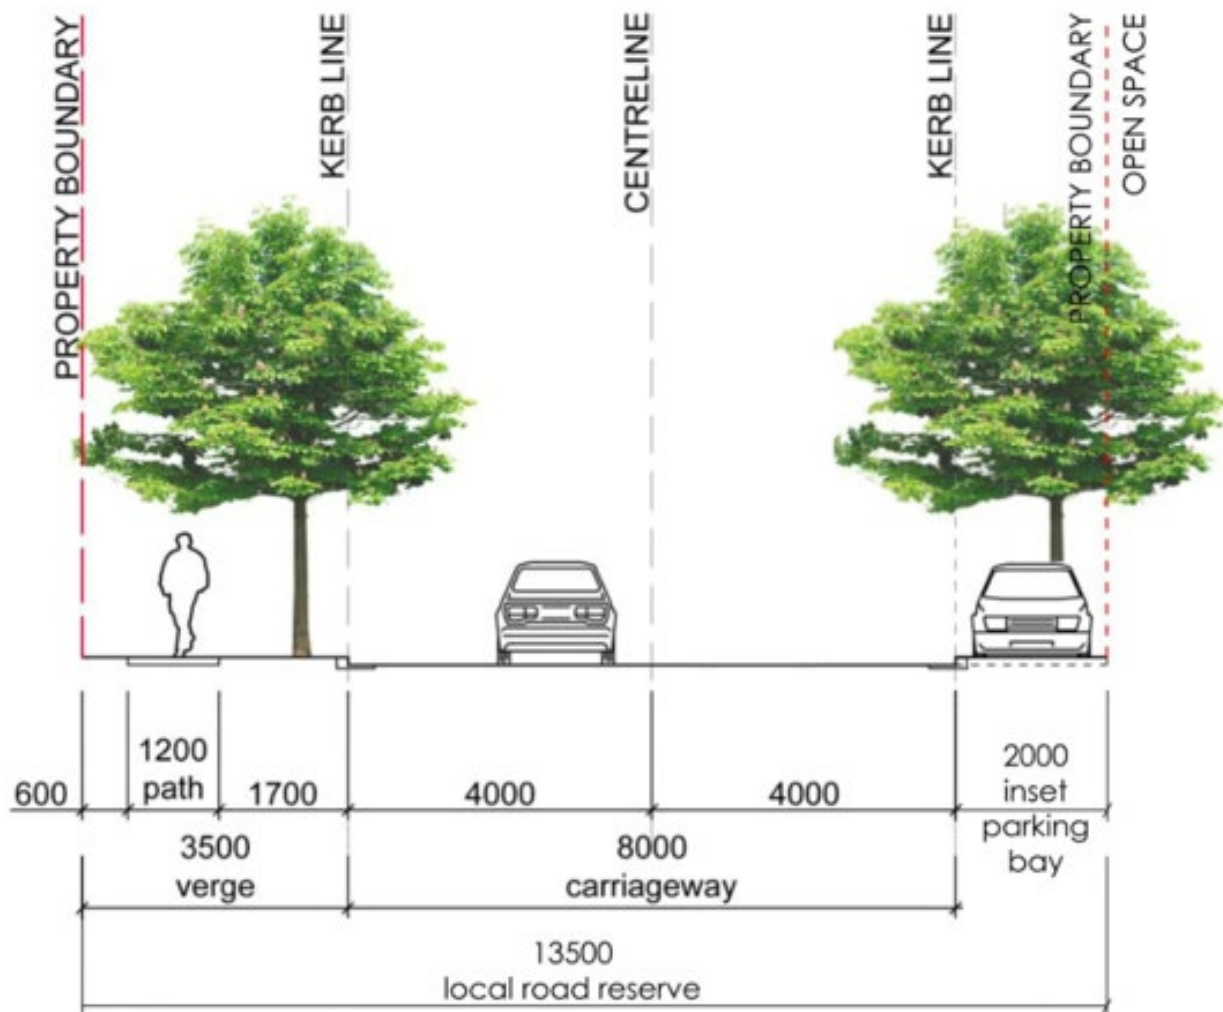 PROPERTY BOUNDARY
KERB LINE
CENTRELINE
KERB LINE
PROPERTY BOUNDARY
OPEN SPACE
600
1200
path
1700
4000
4000
2000
inset
parking
bay
3500
verge
8000
carriageway
13500
local road reserve